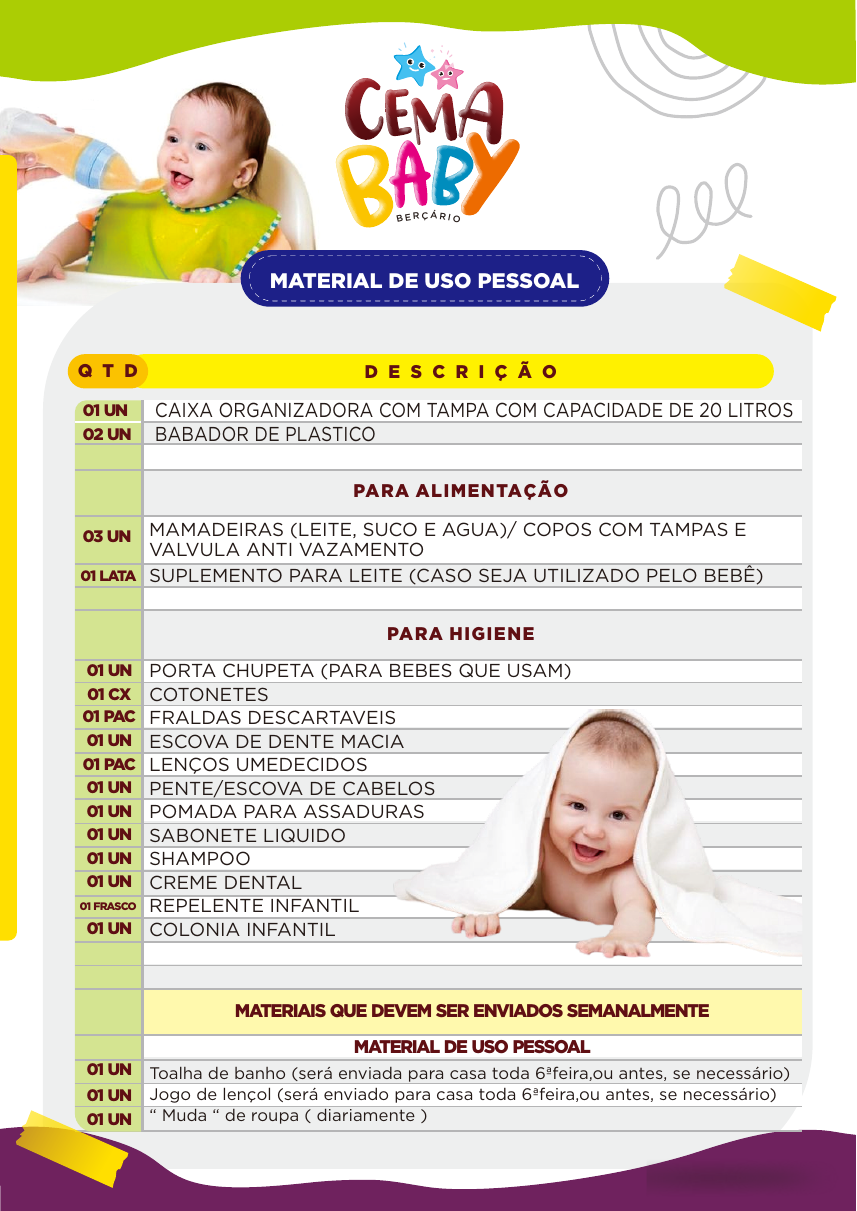 CEMA
BABY
BERÇÁRIO
MATERIAL DE USO PESSOAL
QTD DESCRIÇÃO
01 UN CAIXA ORGANIZADORA COM TAMPA COM CAPACIDADE DE 20 LITROS
02 UN BABADOR DE PLASTICO
PARA ALIMENTAÇÃO
03 UN MAMADEIRAS (LEITE, SUCO E AGUA)/ COPOS COM TAMPAS E
VALVULA ANTI VAZAMENTO
01 LATA SUPLEMENTO PARA LEITE (CASO SEJA UTILIZADO PELO BEBÊ)
PARA HIGIENE
01 UN PORTA CHUPETA (PARA BEBES QUE USAM)
01 CX COTONETES
01 PAC FRALDAS DESCARTAVEIS
01 UN ESCOVA DE DENTE MACIA
01 PAC LENÇOS UMEDECIDOS
01 UN PENTE/ESCOVA DE CABELOS
01 UN POMADA PARA ASSADURAS
01 UN SABONETE LIQUIDO
01 UN SHAMPOO
01 UN CREME DENTAL
01 FRASCO REPELENTE INFANTIL
01 UN COLONIA INFANTIL
MATERIAIS QUE DEVEM SER ENVIADOS SEMANALMENTE
MATERIAL DE USO PESSOAL
01 UN Toalha de banho (será enviada para casa toda 6ªfeira,ou antes, se necessário)
01 UN Jogo de lençol (será enviado para casa toda 6ªfeira,ou antes, se necessário)
01 UN “ Muda “ de roupa ( diariamente )